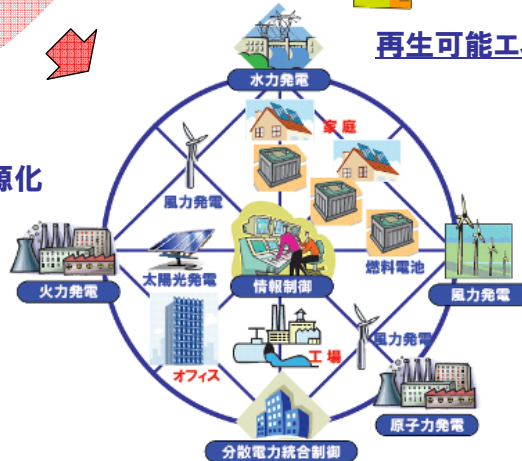 再生可能エネ
水力発電
家庭
源化
風力発電
火力発電
太陽光発電
情報制御
燃料電池
風力発電
オフィス
工場
風力発電
原子力発電
分散電力統合制御